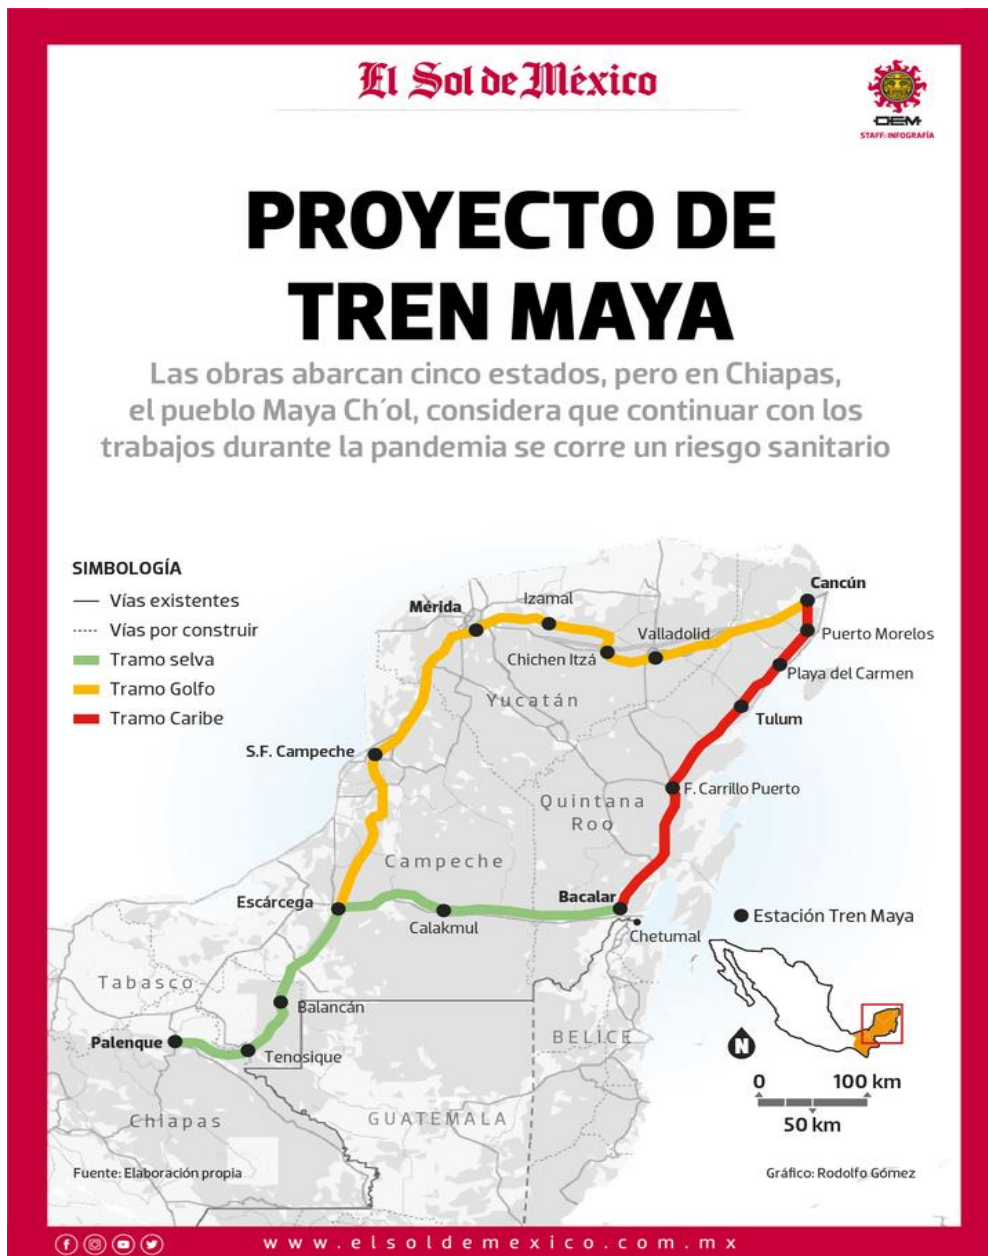 El Sol de México
OEM
STAFF: INFOGRAFÍA
PROYECTO DE
TREN MAYA
Las obras abarcan cinco estados, pero en Chiapas,
el pueblo Maya Ch´ol, considera que continuar con los
trabajos durante la pandemia se corre un riesgo sanitario
SIMBOLOGÍA
Vías existentes
Vías por construir
Tramo selva
Tramo Golfo
Tramo Caribe
Cancún
Izamal
Mérida
Puerto Morelos
Valladolid
Chichen Itzá
Playa del Carmen
Yucatán
Tulum
S.F. Campeche
F. Carrillo Puerto
Quintana
Roo
Campeche
Bacalar
Escárcega
Estación Tren Maya
Calakmul
Chetumal
Tabasco
Balancán
BELICE
Palenque
N
Tenosique
0 100 km
50 km
Chiapas
GUATEMALA
Fuente: Elaboración propia
Gráfico: Rodolfo Gómez
www.elsoldemexico.com.mx